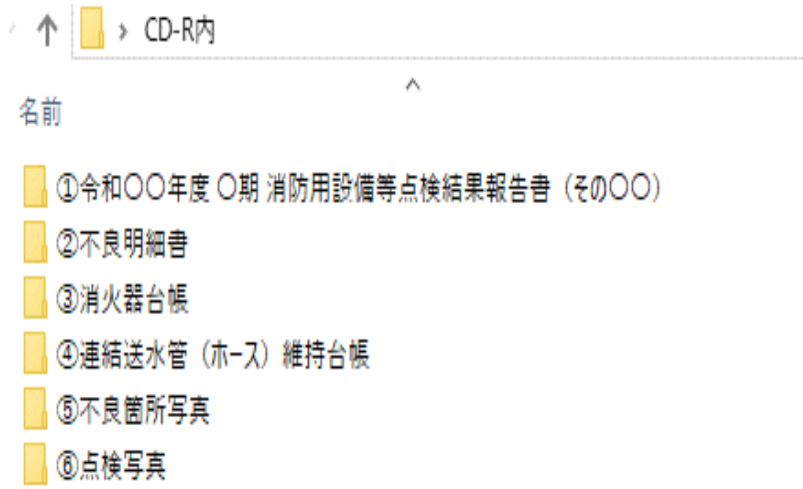 CD-R内
名前
①令和〇〇年度 〇期 消防用設備等点検結果報告書（その〇〇）
②不良明細書
③消火器台帳
④連結送水管（ホース）維持台帳
⑤不良箇所写真
⑥点検写真